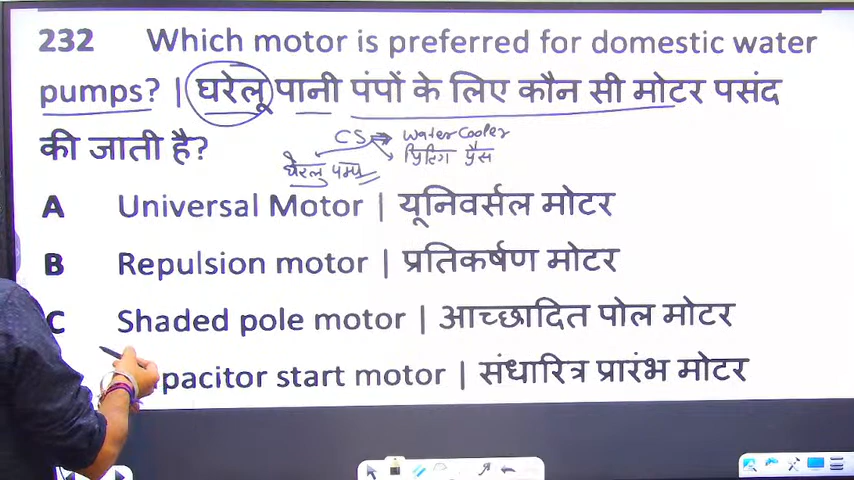 232 Which motor is preferred for domestic water
pumps? | घरेलू पानी पंपों के लिए कौन सी मोटर पसंद
की जाती है?
CS Water Cooler
घेरलु पम्प प्रिटिंग प्रैस
A Universal Motor | यूनिवर्सल मोटर
B Repulsion motor | प्रतिकर्षण मोटर
C Shaded pole motor | आच्छादित पोल मोटर
pacitor start motor | संधारित्र प्रारंभ मोटर